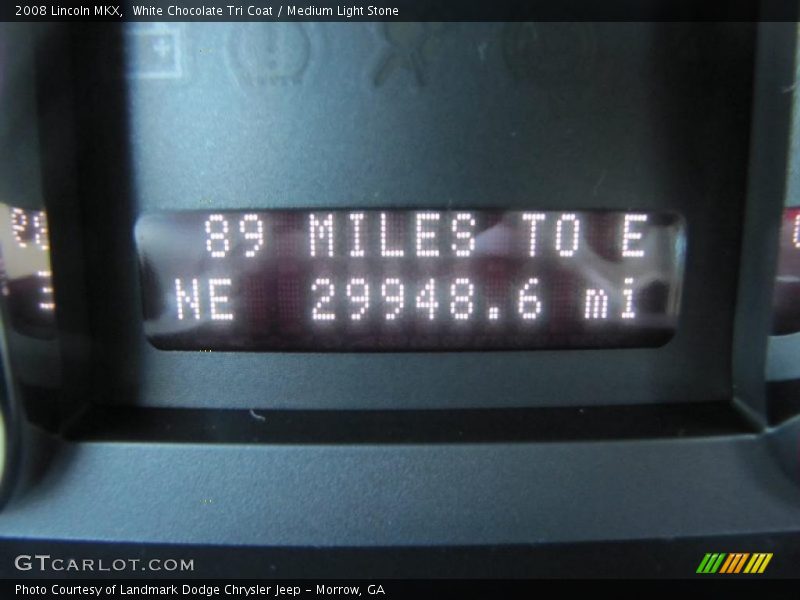 2008 Lincoln MKX, White Chocolate Tri Coat / Medium Light Stone
89 MILES TO E
NE 29948.6 mi
GTCARLOT.COM
Photo Courtesy of Landmark Dodge Chrysler Jeep - Morrow, GA